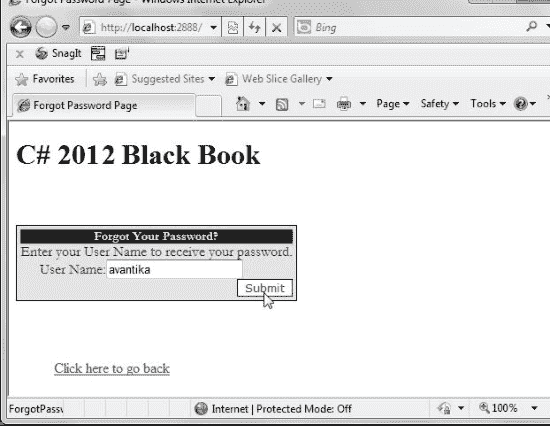 Forgot Password Page - Windows Internet Explorer
http://localhost:2888/
Bing
SnagIt
Favorites
Suggested Sites
Web Slice Gallery
Forgot Password Page
Page
Safety
Tools
C# 2012 Black Book
Forgot Your Password?
Enter your User Name to receive your password.
User Name: avantika
Submit
Click here to go back
ForgotPassw
Internet | Protected Mode: Off
100%